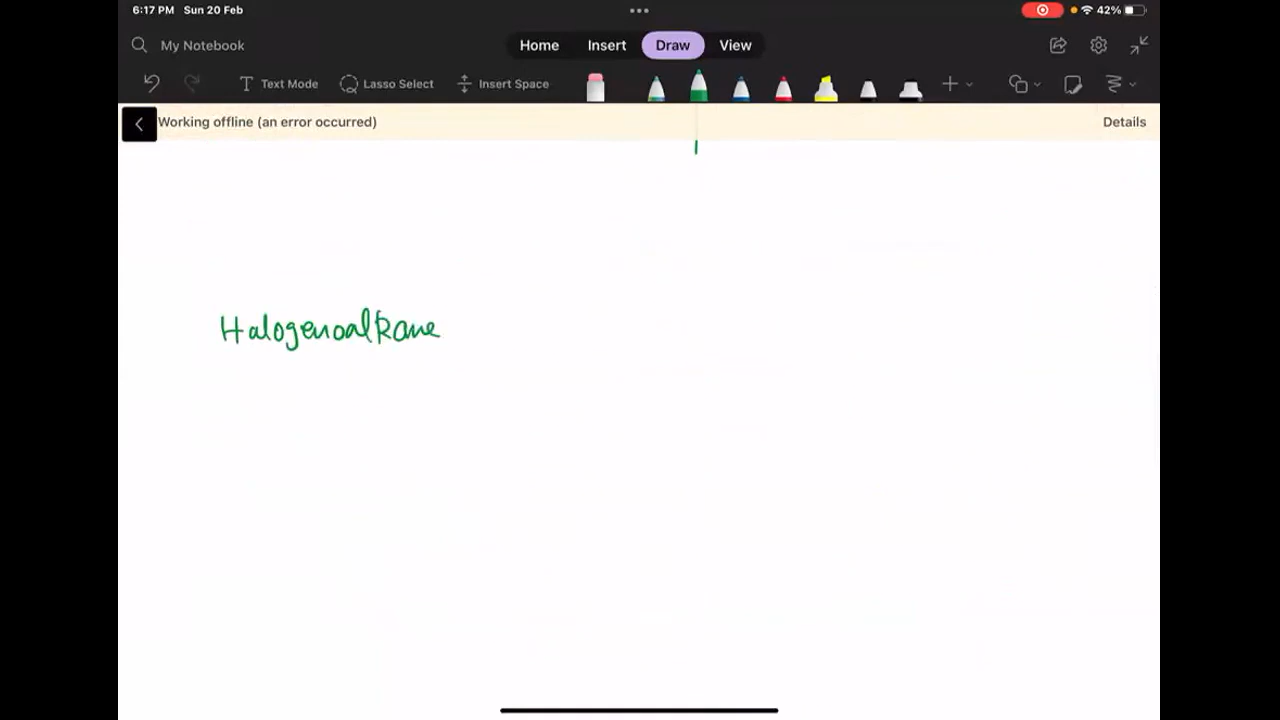 6:17 PM Sun 20 Feb 42%
My Notebook Home Insert Draw View
Text Mode Lasso Select Insert Space
Working offline (an error occurred) Details
Halogenoalkane